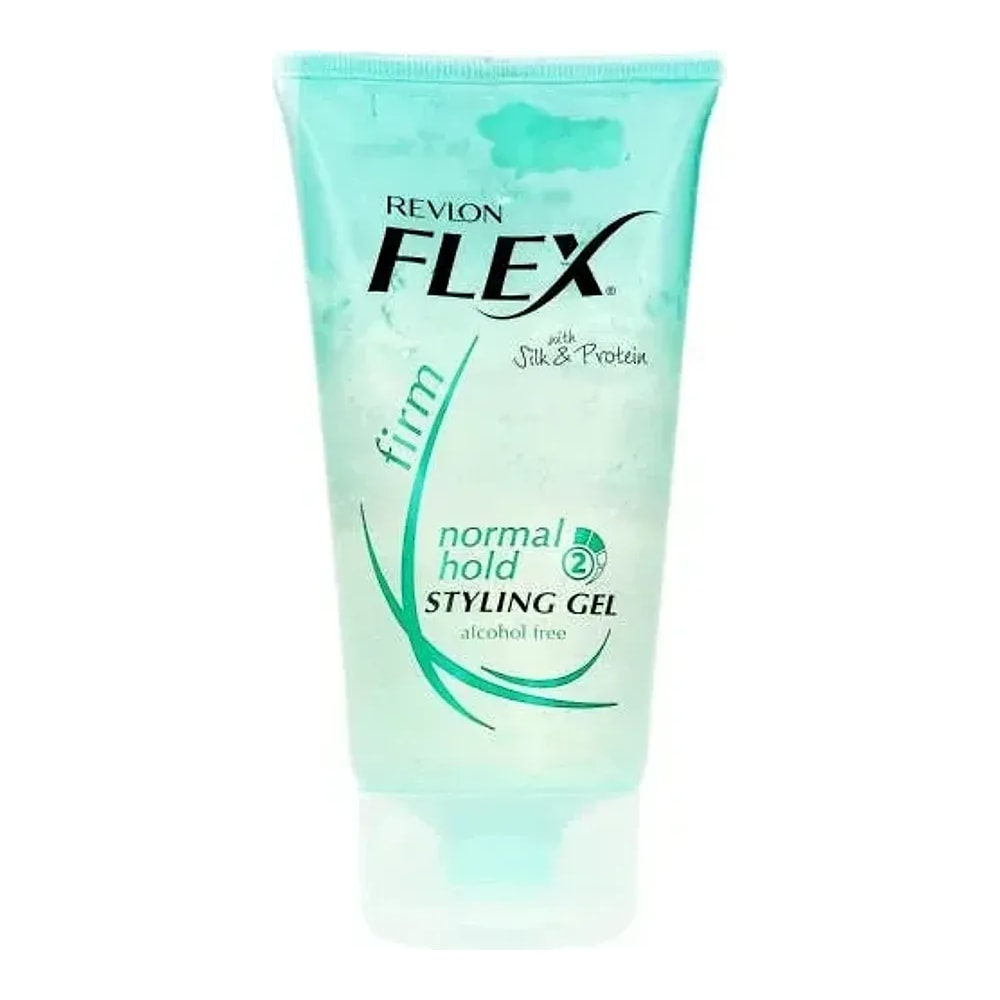 REVLON
FLEX®
with
Silk & Protein
firm
normal
hold
2
STYLING GEL
alcohol free